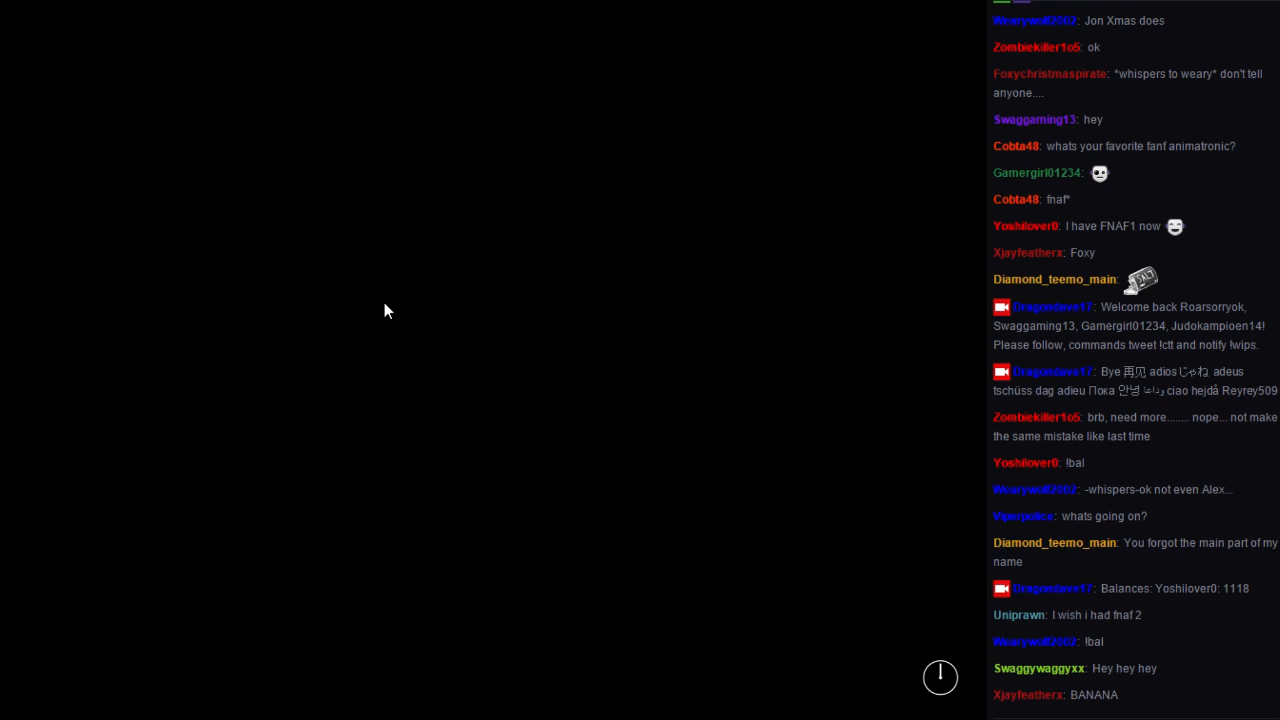 Wearywolf2002: Jon Xmas does
Zombiekiller1o5: ok
Foxychristmaspirate: *whispers to weary* don't tell
anyone....
Swaggaming13: hey
Cobta48: whats your favorite fanf animatronic?
Gamergirl01234:
Cobta48: fnaf*
Yoshilover0: I have FNAF1 now
Xjayfeatherx: Foxy
Diamond_teemo_main: SALT
Dragondave17: Welcome back Roarsorryok,
Swaggaming13, Gamergirl01234, Judokampioen14!
Please follow, commands tweet !ctt and notify !wips.
Dragondave17: Bye 再见 adios じゃね adeus
tschüss dag adieu Пока 안녕 وداعا ciao hejdå Reyrey509
Zombiekiller1o5: brb, need more........ nope... not make
the same mistake like last time
Yoshilover0: !bal
Wearywolf2002: -whispers-ok not even Alex...
whats going on?
Diamond_teemo_main: You forgot the main part of my
name
Dragondave17: Balances: Yoshilover0: 1118
Uniprawn: I wish i had fnaf 2
Wearywolf2002: !bal
Swaggywaggyxx: Hey hey hey
Xjayfeatherx: BANANA